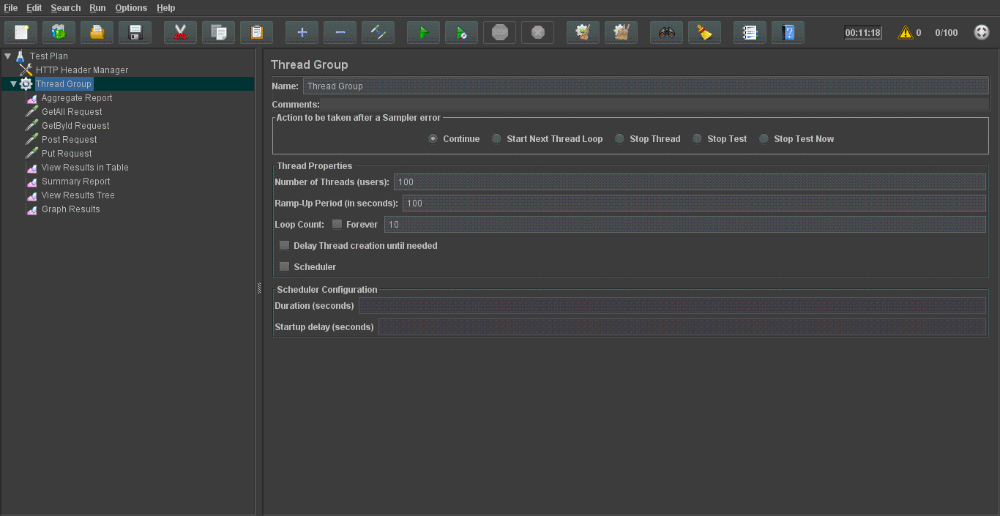 File Edit Search Run Options Help
STOP 00:11:18 0 0/100
Test Plan
HTTP Header Manager
Thread Group
Aggregate Report
GetAll Request
GetById Request
Post Request
Put Request
View Results in Table
Summary Report
View Results Tree
Graph Results
Thread Group
Name: Thread Group
Comments:
Action to be taken after a Sampler error
Continue Start Next Thread Loop Stop Thread Stop Test Stop Test Now
Thread Properties
Number of Threads (users): 100
Ramp-Up Period (in seconds): 100
Loop Count: Forever 10
Delay Thread creation until needed
Scheduler
Scheduler Configuration
Duration (seconds)
Startup delay (seconds)